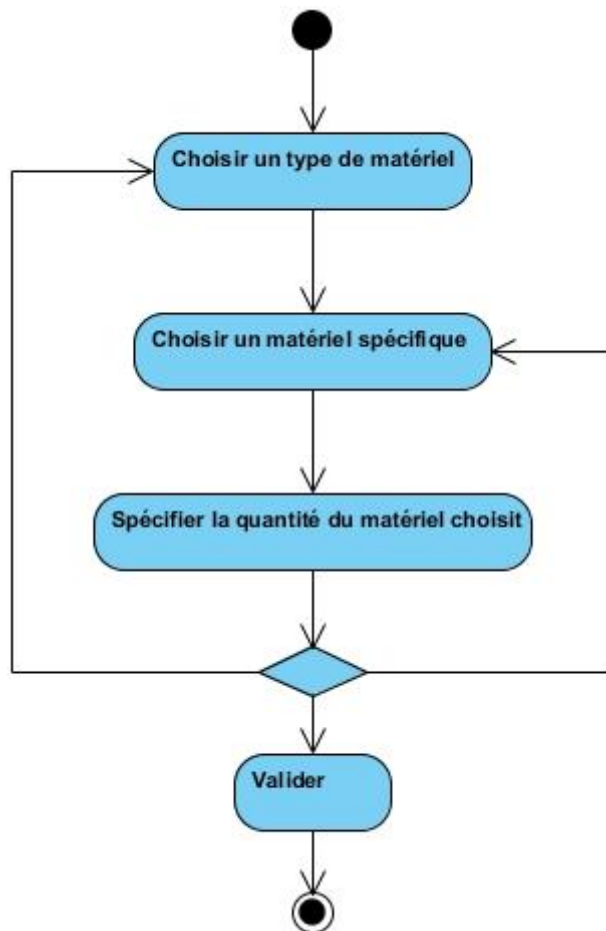 Choisir un type de matériel
Choisir un matériel spécifique
Spécifier la quantité du matériel choisit
Valider